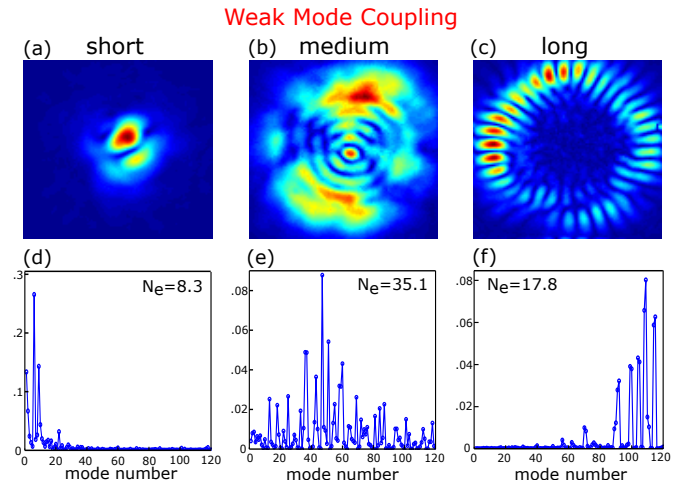 Weak Mode Coupling
(a) short (b) medium (c) long
(d) (e) (f)
.3
.2
.1
0
Ne=8.3
0 20 40 60 80 100 120
mode number
.08
.06
.04
.02
0
Ne=35.1
0 20 40 60 80 100 120
mode number
.08
.06
.04
.02
0
Ne=17.8
0 20 40 60 80 100 120
mode number